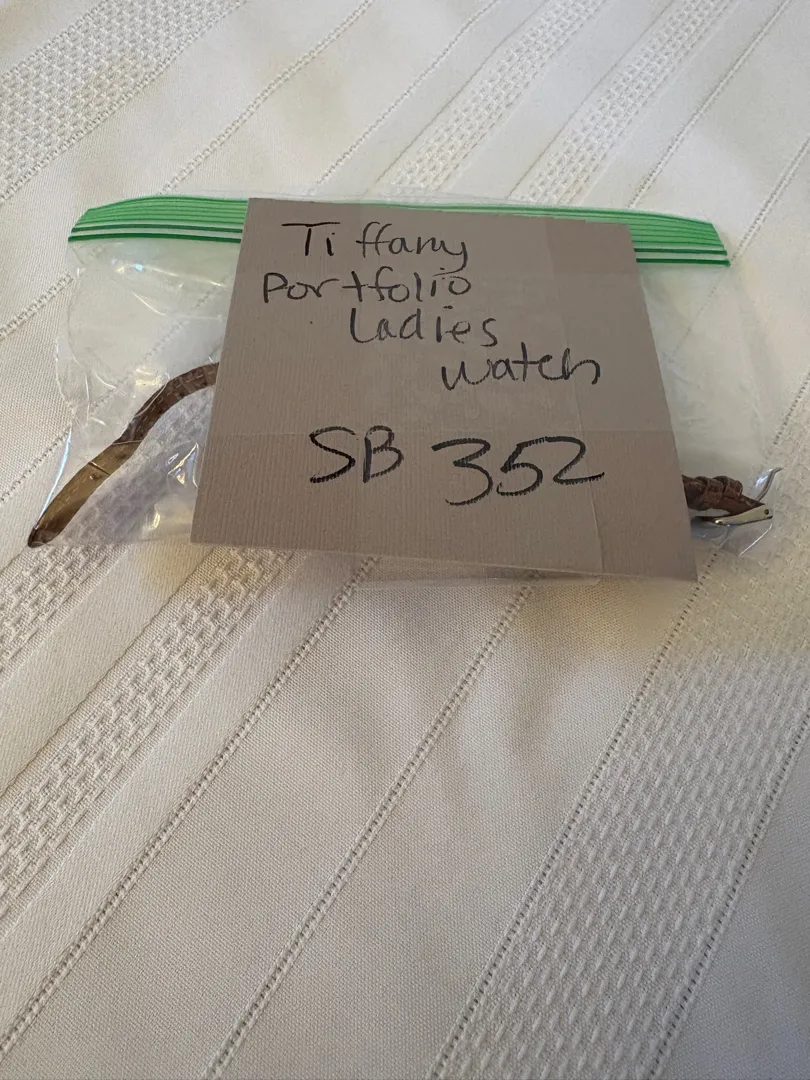 Tiffany
Portfolio
Ladies
watch
SB 352